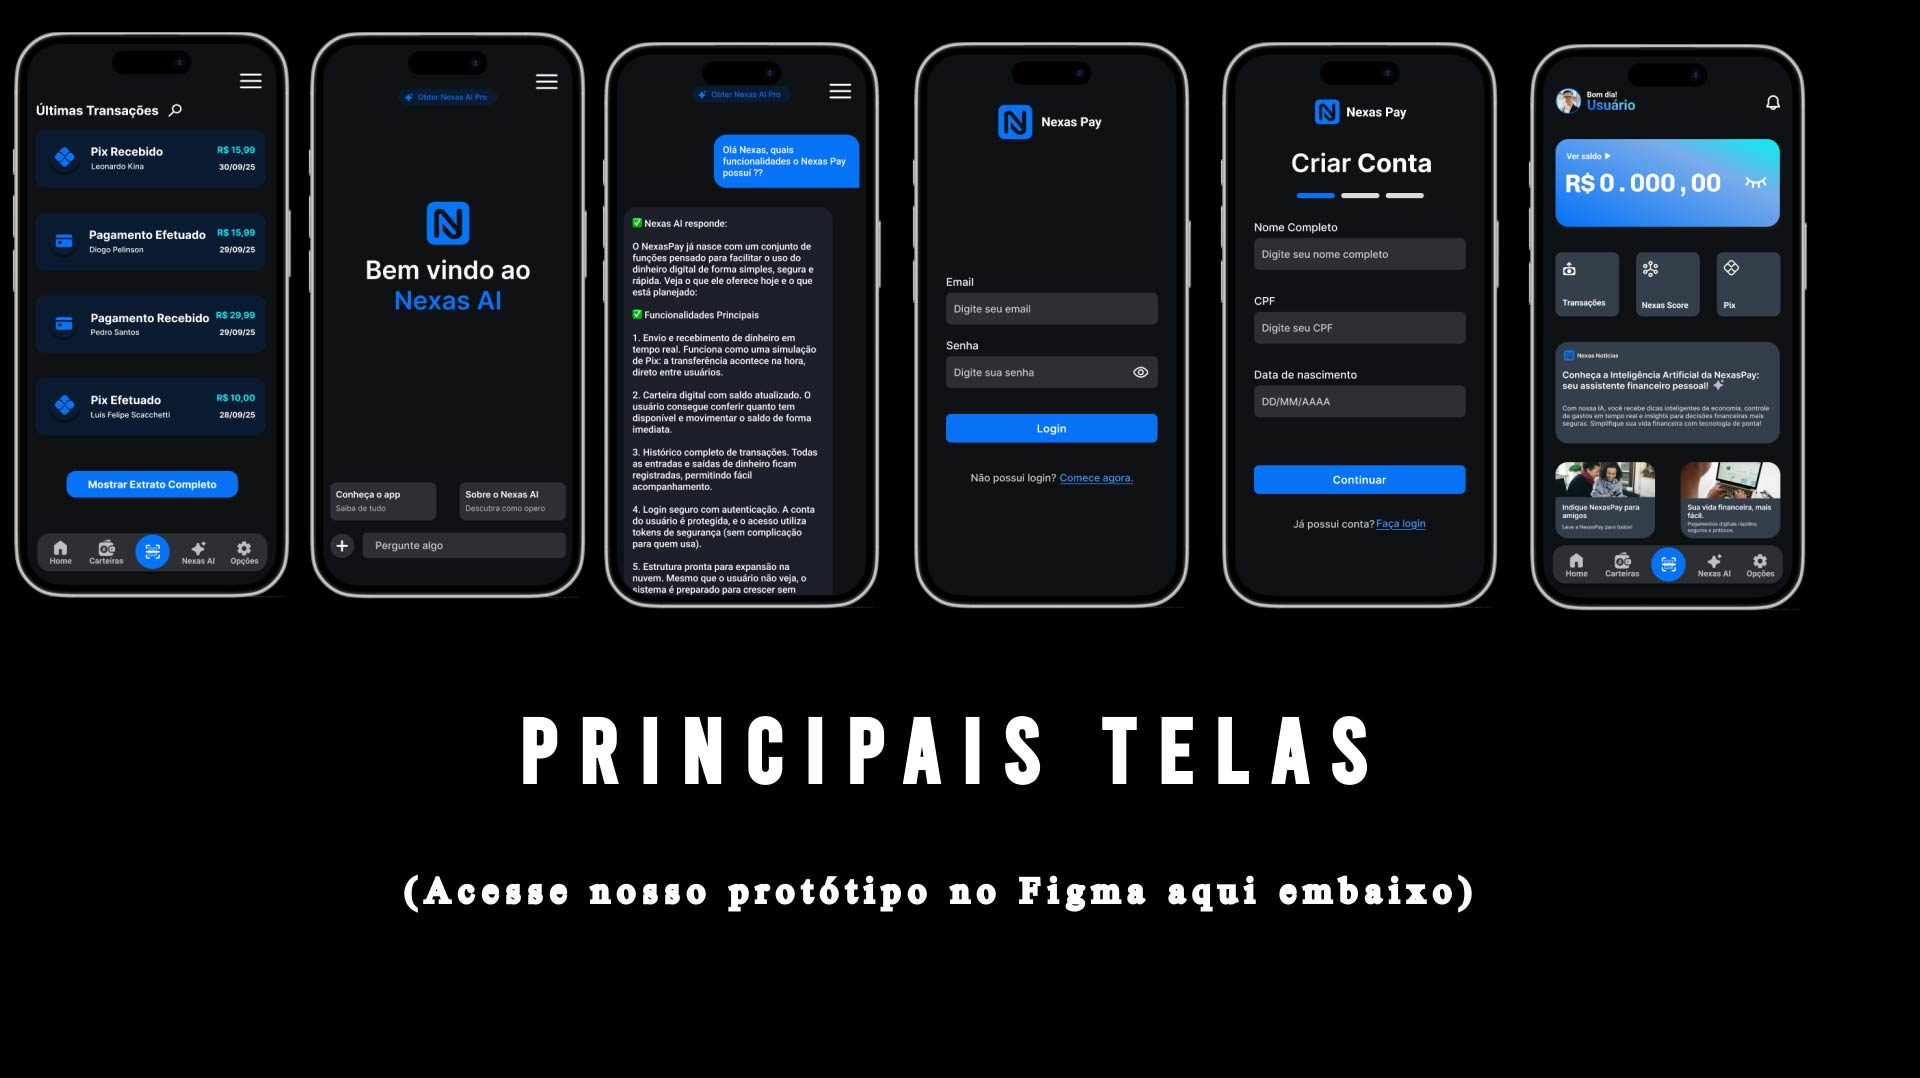 Últimas Transações
Pix Recebido
R$ 15,99
Leonardo Kina
30/09/25
Pagamento Efetuado
R$ 15,99
Diogo Pelinson
29/09/25
Pagamento Recebido
R$ 29,99
Pedro Santos
29/09/25
Pix Efetuado
R$ 10,00
Luís Felipe Scacchetti
28/09/25
Mostrar Extrato Completo
Home
Carteiras
Nexas AI
Opções
Obter Nexas AI Pro
Bem vindo ao
Nexas AI
Conheça o app
Saiba de tudo
Sobre o Nexas AI
Descubra como opero
Pergunte algo
Obter Nexas AI Pro
Olá Nexas, quais
funcionalidades o Nexas Pay
possuí ??
Nexas AI responde:
O NexasPay já nasce com um conjunto de
funções pensado para facilitar o uso do
dinheiro digital de forma simples, segura e
rápida. Veja o que ele oferece hoje e o que
está planejado:
Funcionalidades Principais
1. Envio e recebimento de dinheiro em
tempo real. Funciona como uma simulação
de Pix: a transferência acontece na hora,
direto entre usuários.
2. Carteira digital com saldo atualizado. O
usuário consegue conferir quanto tem
disponível e movimentar o saldo de forma
imediata.
3. Histórico completo de transações. Todas
as entradas e saídas de dinheiro ficam
registradas, permitindo fácil
acompanhamento.
4. Login seguro com autenticação. A conta
do usuário é protegida, e o acesso utiliza
tokens de segurança (sem complicação
para quem usa).
5. Estrutura pronta para expansão na
nuvem. Mesmo que o usuário não veja, o
sistema é preparado para crescer sem
Nexas Pay
Email
Digite seu email
Senha
Digite sua senha
Login
Não possui login? Comece agora.
Nexas Pay
Criar Conta
Nome Completo
Digite seu nome completo
CPF
Digite seu CPF
Data de nascimento
DD/MM/AAAA
Continuar
Já possui conta? Faça login
Bom dia!
Usuário
Ver saldo
R$ 0.000,00
Transações
Nexas Score
Pix
Nexas Notícias
Conheça a Inteligência Artificial da NexasPay:
seu assistente financeiro pessoal!
Com nossa IA, você recebe dicas inteligentes de economia, controle
de gastos em tempo real e insights para decisões financeiras mais
seguras. Simplifique sua vida financeira com tecnologia de ponta!
Indique NexasPay para
amigos
Leve a NexasPay para todos!
Sua vida financeira, mais
fácil.
Pagamentos digitais rápidos,
seguros e práticos.
Home
Carteiras
Nexas AI
Opções
PRINCIPAIS TELAS
(Acesse nosso protótipo no Figma aqui embaixo)